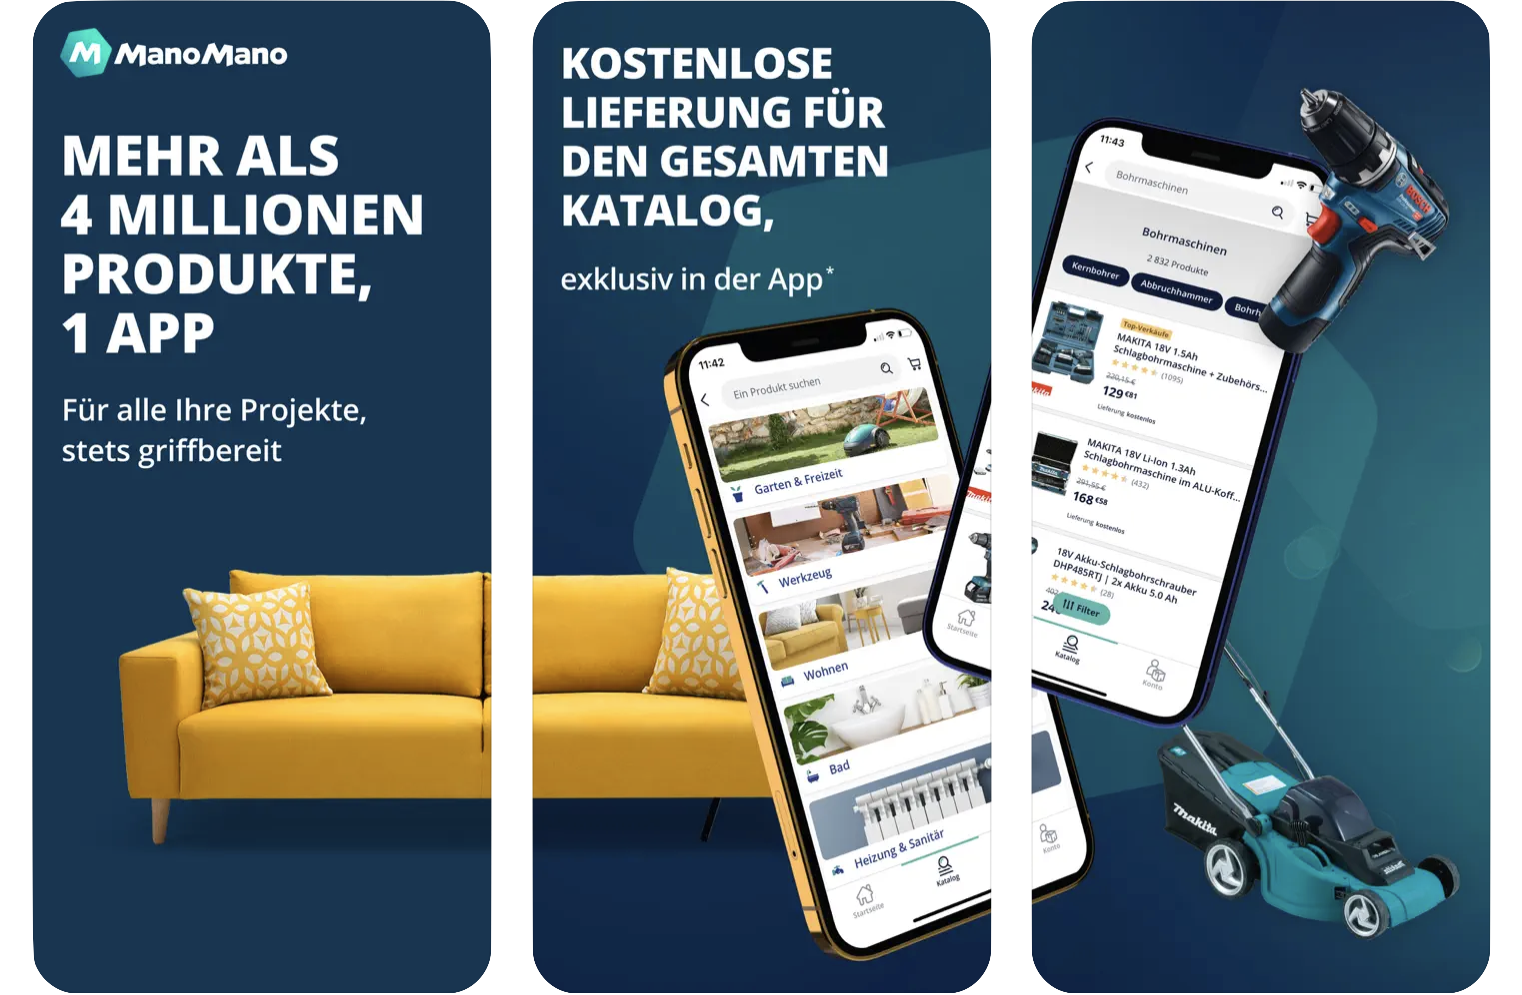 ManoMano
MEHR ALS
4 MILLIONEN
PRODUKTE,
1 APP
Für alle Ihre Projekte,
stets griffbereit
KOSTENLOSE
LIEFERUNG FÜR
DEN GESAMTEN
KATALOG,
exklusiv in der App*
11:42
Ein Produkt suchen
Garten & Freizeit
Werkzeug
Wohnen
Bad
Heizung & Sanitär
Startseite
Katalog
Startseite
Konto
11:43
Bohrmaschinen
Bohrmaschinen
2 832 Produkte
Kernbohrer
Abbruchhammer
Bohrh
Top-Verkäufe
MAKITA 18V 1.5Ah
Schlagbohrmaschine + Zubehörs...
(1095)
220,15 €
129€81
Lieferung kostenlos
MAKITA 18V Li-Ion 1.3Ah
Schlagbohrmaschine im ALU-Koff...
(432)
291,55 €
168€58
Lieferung kostenlos
18V Akku-Schlagbohrschrauber
DHP485RTJ | 2x Akku 5.0 Ah
(28)
Filter
Katalog
Konto
BOSCH
makita